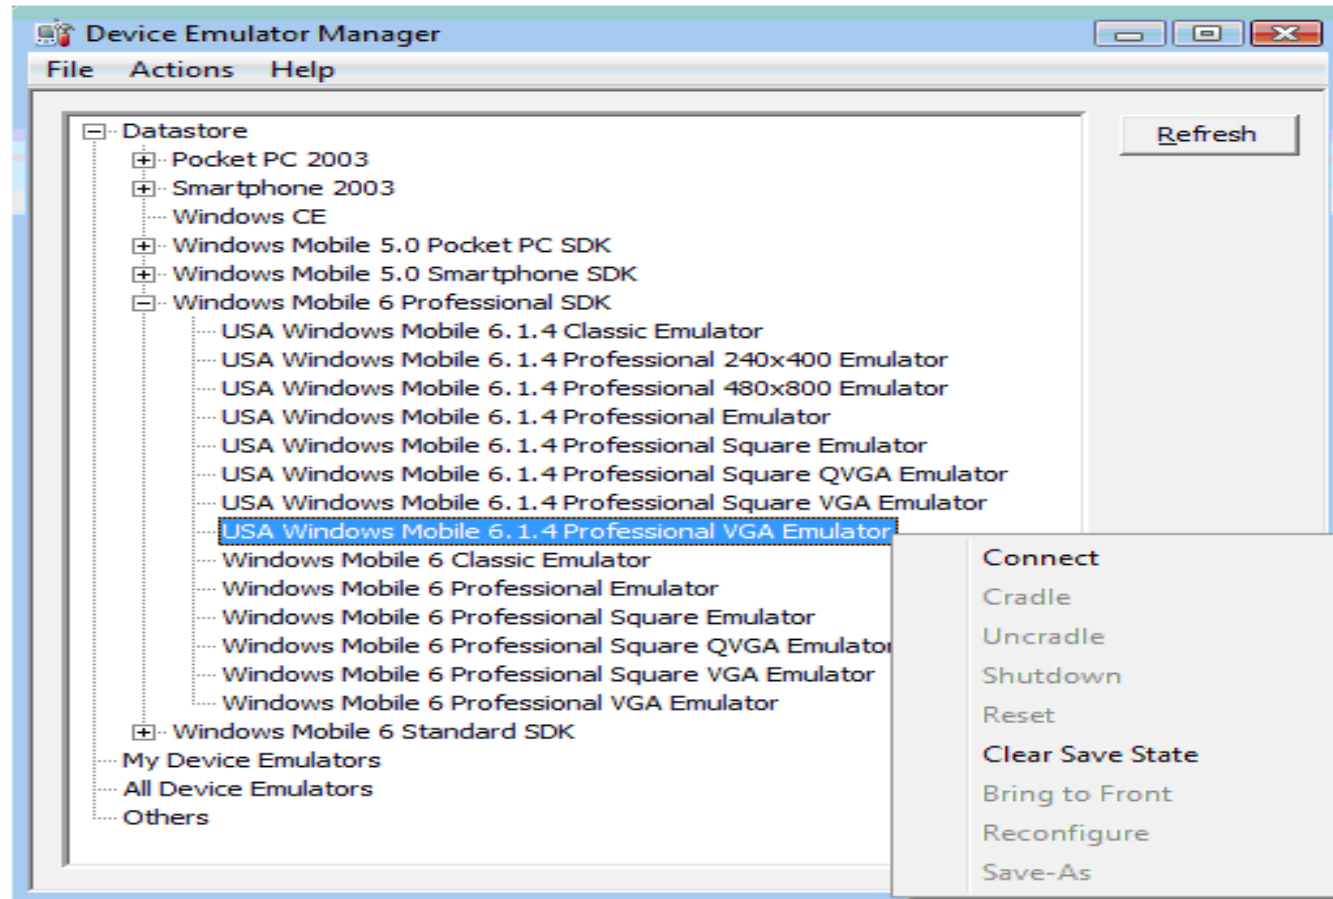 Device Emulator Manager
File Actions Help
Refresh
Datastore
Pocket PC 2003
Smartphone 2003
Windows CE
Windows Mobile 5.0 Pocket PC SDK
Windows Mobile 5.0 Smartphone SDK
Windows Mobile 6 Professional SDK
USA Windows Mobile 6.1.4 Classic Emulator
USA Windows Mobile 6.1.4 Professional 240x400 Emulator
USA Windows Mobile 6.1.4 Professional 480x800 Emulator
USA Windows Mobile 6.1.4 Professional Emulator
USA Windows Mobile 6.1.4 Professional Square Emulator
USA Windows Mobile 6.1.4 Professional Square QVGA Emulator
USA Windows Mobile 6.1.4 Professional Square VGA Emulator
USA Windows Mobile 6.1.4 Professional VGA Emulator
Windows Mobile 6 Classic Emulator
Windows Mobile 6 Professional Emulator
Windows Mobile 6 Professional Square Emulator
Windows Mobile 6 Professional Square QVGA Emulator
Windows Mobile 6 Professional Square VGA Emulator
Windows Mobile 6 Professional VGA Emulator
Windows Mobile 6 Standard SDK
My Device Emulators
All Device Emulators
Others
Connect
Cradle
Uncradle
Shutdown
Reset
Clear Save State
Bring to Front
Reconfigure
Save-As